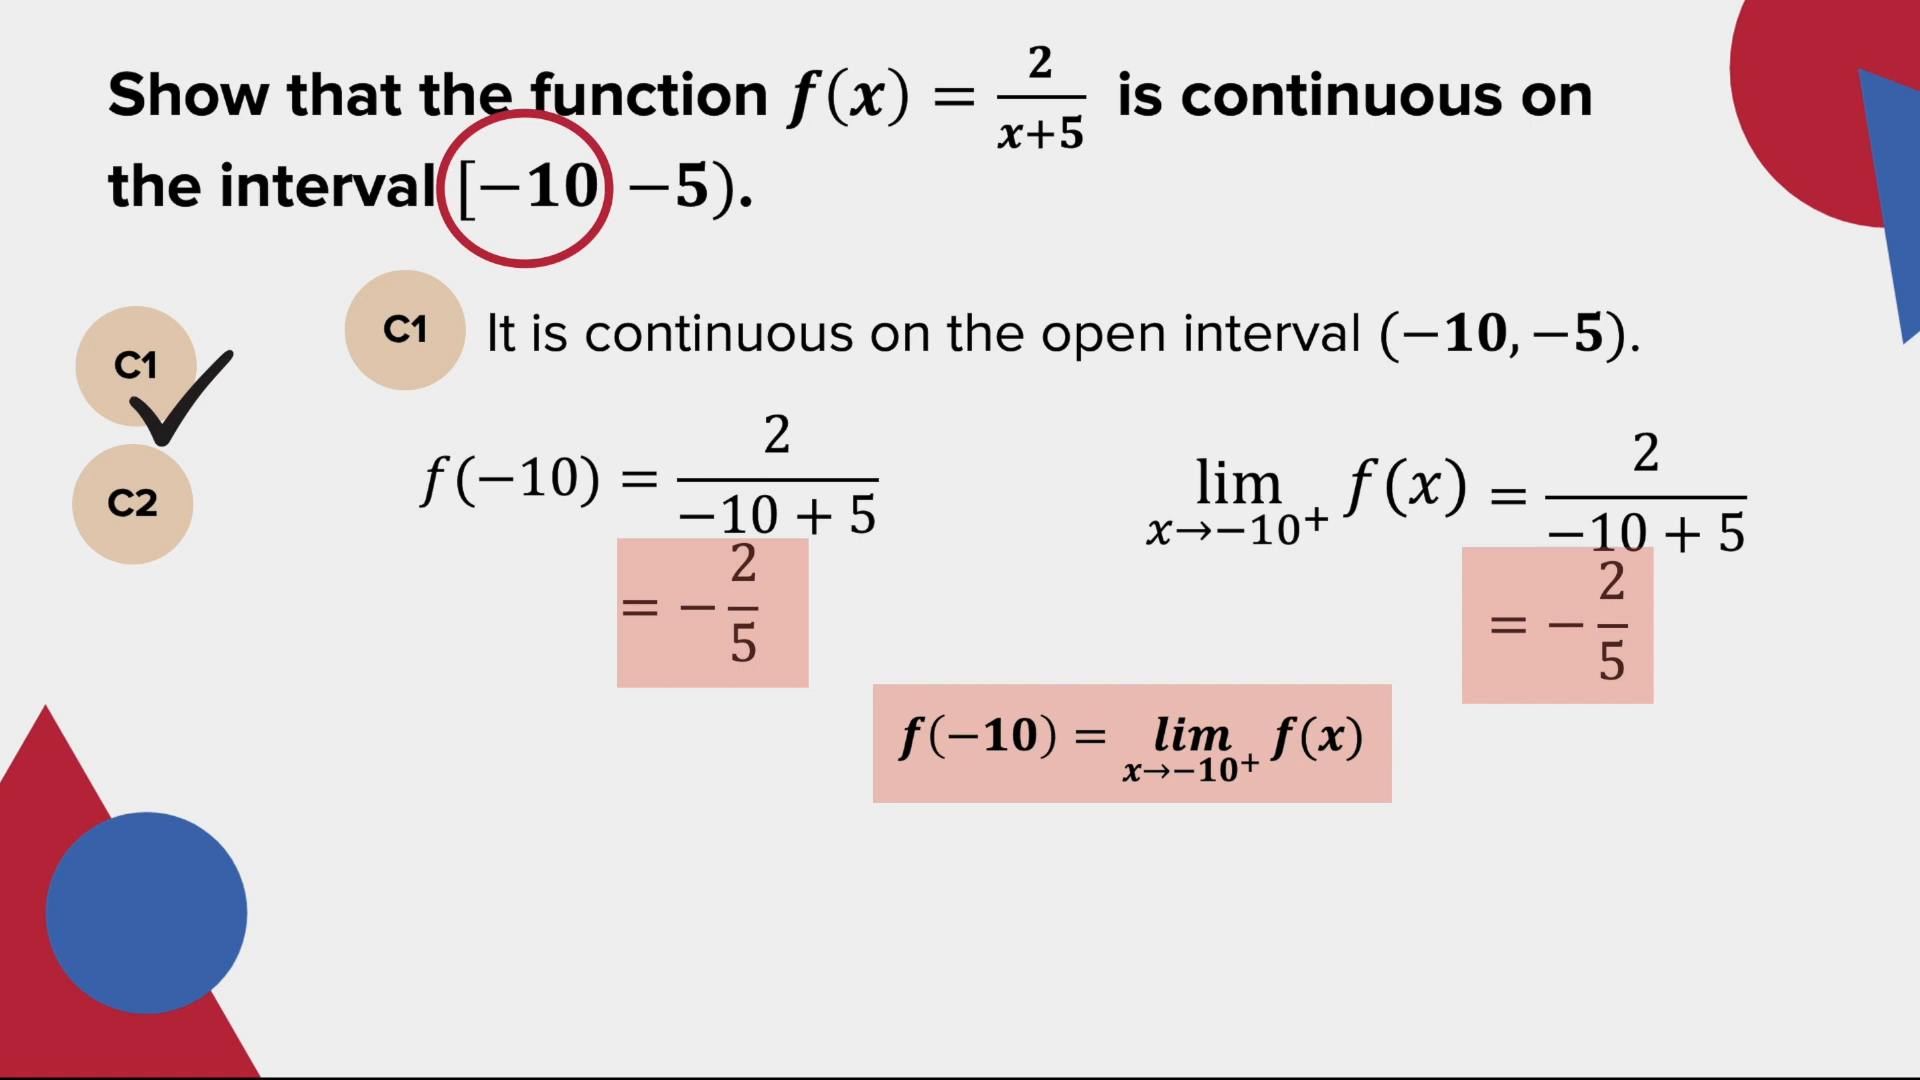 Show that the function f(x) = 2/(x+5) is continuous on
the interval [−10 −5).
C1
C1 It is continuous on the open interval (−10, −5).
C2
f(−10) = 2/(−10 + 5)
= − 2/5
lim x→−10⁺ f(x) = 2/(−10 + 5)
= − 2/5
f(−10) = lim x→−10⁺ f(x)